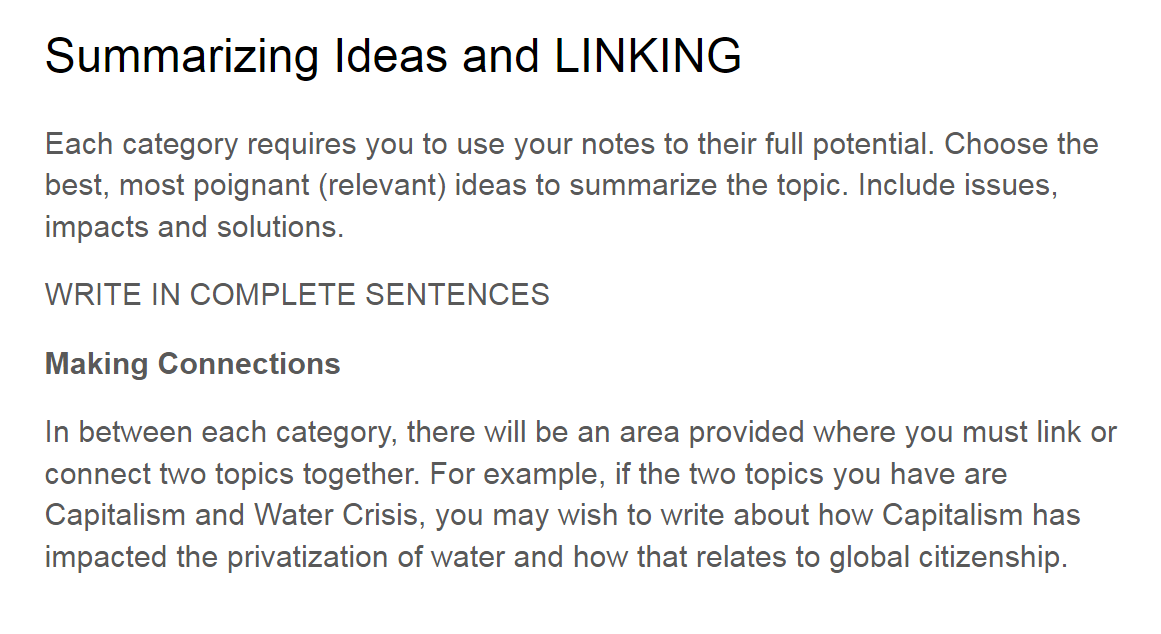 Summarizing Ideas and LINKING
Each category requires you to use your notes to their full potential. Choose the
best, most poignant (relevant) ideas to summarize the topic. Include issues,
impacts and solutions.
WRITE IN COMPLETE SENTENCES
Making Connections
In between each category, there will be an area provided where you must link or
connect two topics together. For example, if the two topics you have are
Capitalism and Water Crisis, you may wish to write about how Capitalism has
impacted the privatization of water and how that relates to global citizenship.